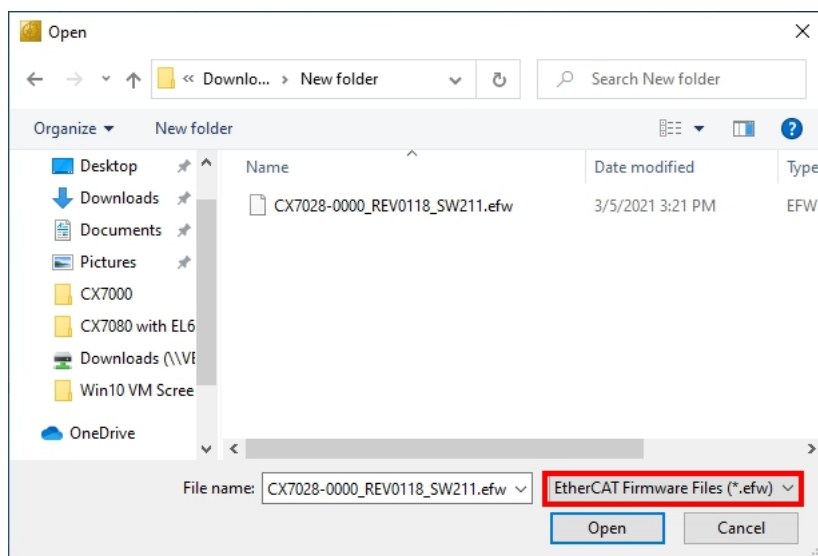 Open
« Downlo... › New folder
Search New folder
Organize
New folder
Name
Date modified
Type
CX7028-0000_REV0118_SW211.efw
3/5/2021 3:21 PM
EFW
Desktop
Downloads
Documents
Pictures
CX7000
CX7080 with EL6
Downloads (\\VE
Win10 VM Scree
OneDrive
File name:
CX7028-0000_REV0118_SW211.efw
EtherCAT Firmware Files (*.efw)
Open
Cancel